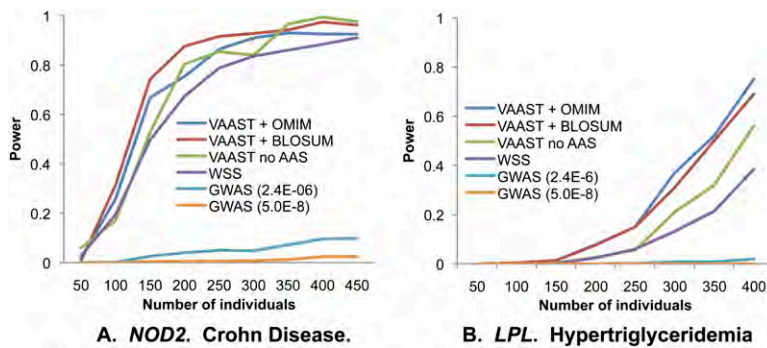 1
0.8
0.6
0.4
0.2
0
Power
VAAST + OMIM
VAAST + BLOSUM
VAAST no AAS
WSS
GWAS (2.4E-06)
GWAS (5.0E-8)
50 100 150 200 250 300 350 400 450
Number of individuals
A. NOD2. Crohn Disease.
1
0.8
0.6
0.4
0.2
0
Power
VAAST + OMIM
VAAST + BLOSUM
VAAST no AAS
WSS
GWAS (2.4E-6)
GWAS (5.0E-8)
50 100 150 200 250 300 350 400
Number of individuals
B. LPL. Hypertriglyceridemia